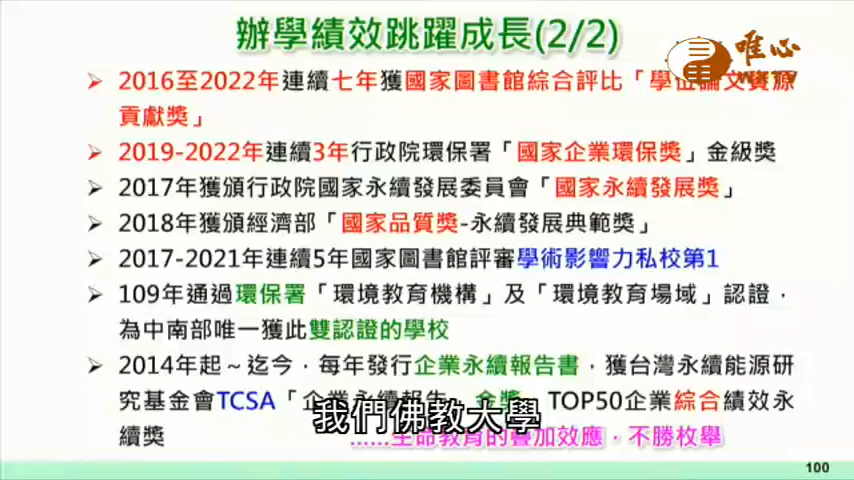 辦學績效跳躍成長(2/2)
唯心
WXTV
2016至2022年連續七年獲國家圖書館綜合評比「學位論文資源
貢獻獎」
2019-2022年連續3年行政院環保署「國家企業環保獎」金級獎
2017年獲頒行政院國家永續發展委員會「國家永續發展獎」
2018年獲頒經濟部「國家品質獎-永續發展典範獎」
2017-2021年連續5年國家圖書館評審學術影響力私校第1
109年通過環保署「環境教育機構」及「環境教育場域」認證，
為中南部唯一獲此雙認證的學校
2014年起～迄今，每年發行企業永續報告書，獲台灣永續能源研
究基金會TCSA「企業永續報告 金獎 TOP50企業綜合績效永
續獎
我們佛教大學
......生命教育的疊加效應，不勝枚舉
100